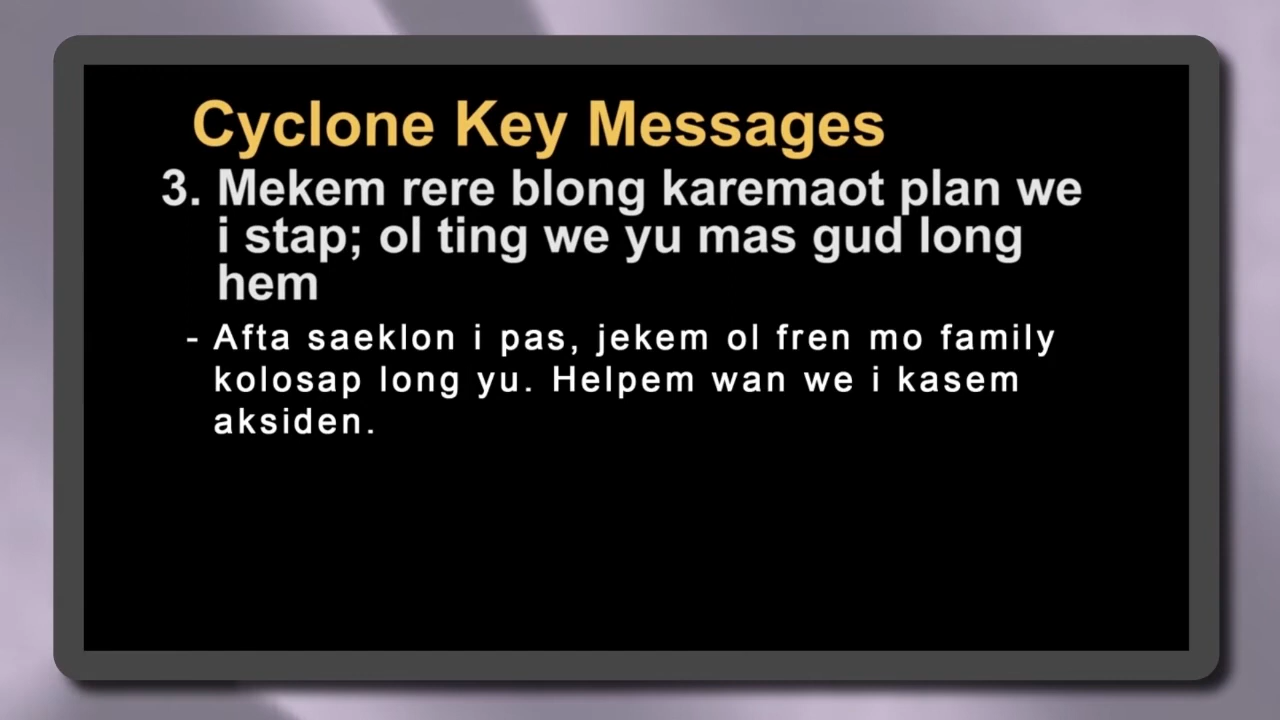 Cyclone Key Messages
3. Mekem rere blong karemaot plan we
i stap; ol ting we yu mas gud long
hem
- Afta saeklon i pas, jekem ol fren mo family
kolosap long yu. Helpem wan we i kasem
aksiden.